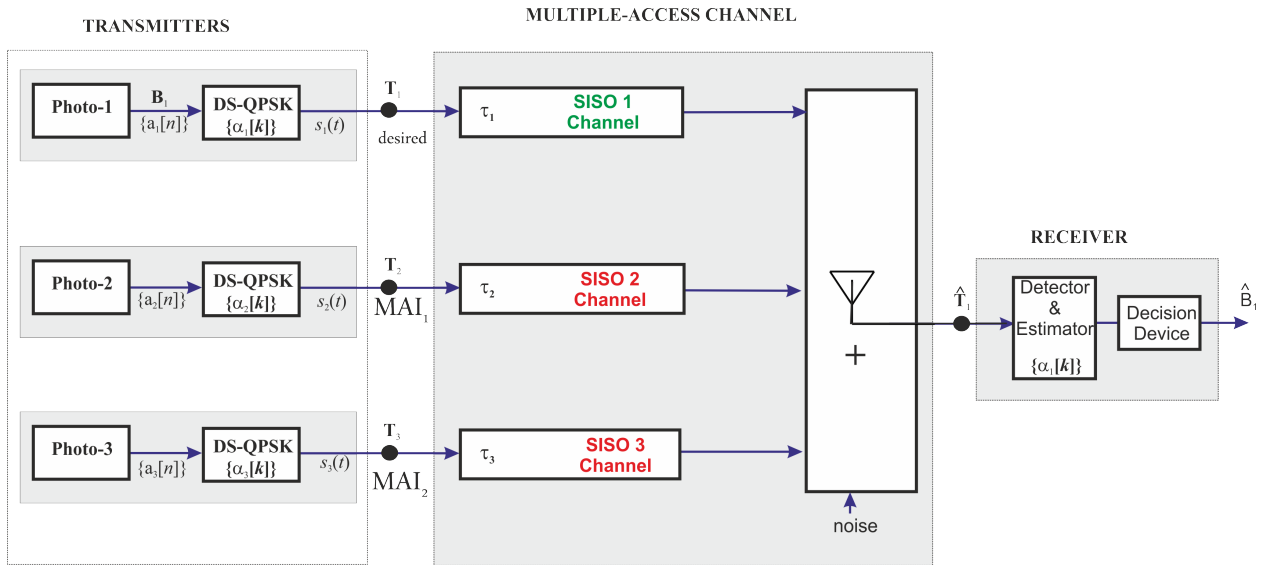 MULTIPLE-ACCESS CHANNEL
TRANSMITTERS
Photo-1
B₁
{a₁[n]}
DS-QPSK
{α₁[k]}
s₁(t)
T₁
desired
τ₁
SISO 1
Channel
Photo-2
{a₂[n]}
DS-QPSK
{α₂[k]}
s₂(t)
T₂
MAI₁
τ₂
SISO 2
Channel
Photo-3
{a₃[n]}
DS-QPSK
{α₃[k]}
s₃(t)
T₃
MAI₂
τ₃
SISO 3
Channel
+
noise
RECEIVER
T̂₁
Detector
&
Estimator
{α₁[k]}
Decision
Device
B̂₁